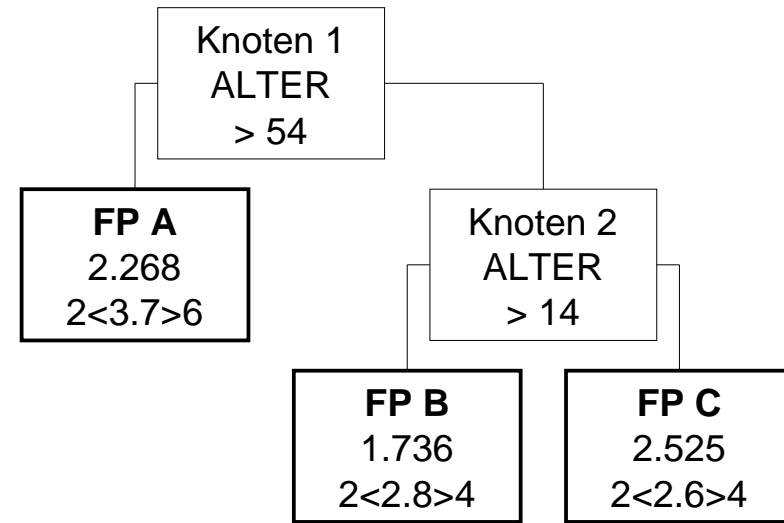 Knoten 1
ALTER
> 54
FP A
2.268
2<3.7>6
Knoten 2
ALTER
> 14
FP B
1.736
2<2.8>4
FP C
2.525
2<2.6>4